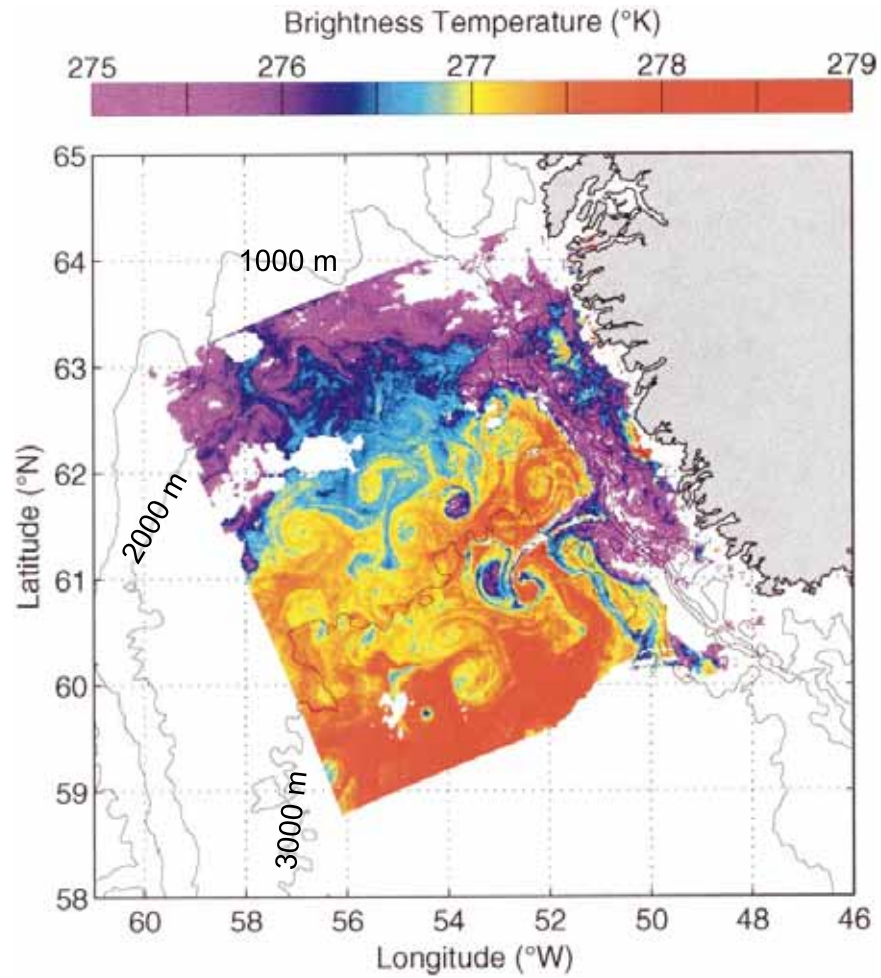 Brightness Temperature (°K)
275 276 277 278 279
65
64
63
62
61
60
59
58
Latitude (°N)
1000 m
2000 m
3000 m
60 58 56 54 52 50 48 46
Longitude (°W)